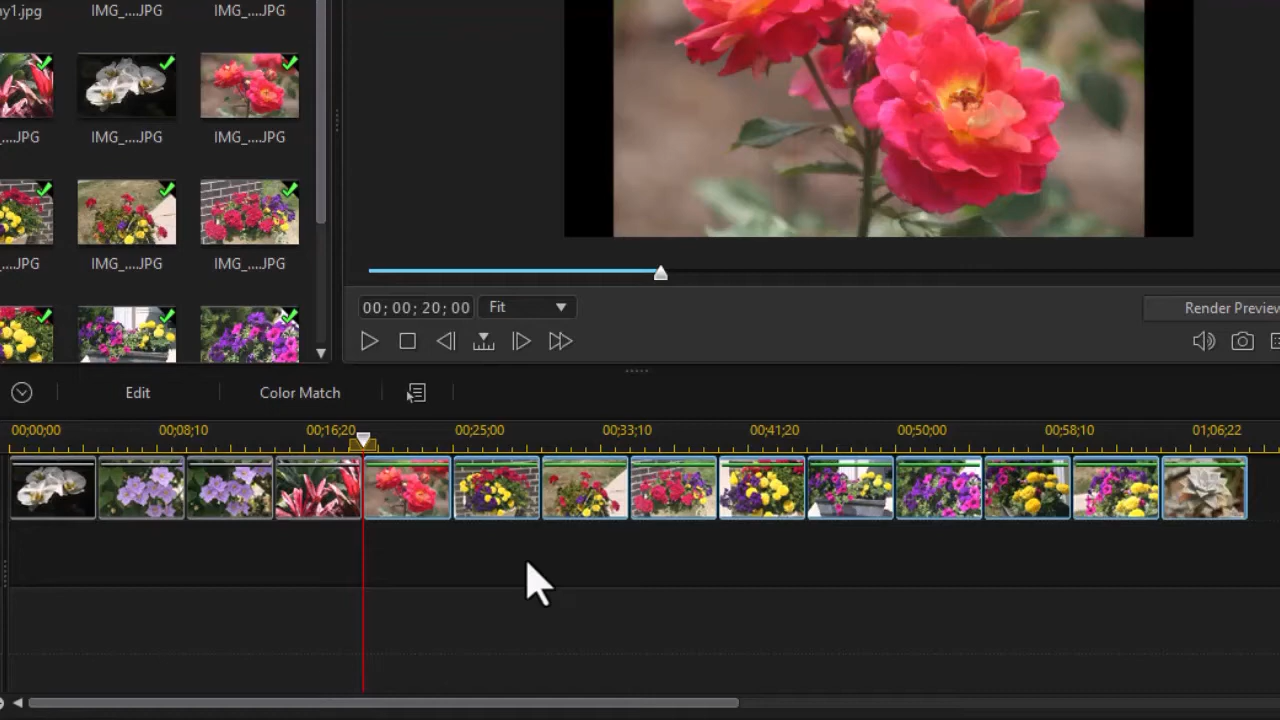 ay1.jpg IMG_....JPG IMG_....JPG
....JPG IMG_....JPG IMG_....JPG
....JPG IMG_....JPG IMG_....JPG
00; 00; 20; 00 Fit
Render Preview
Edit Color Match
00;00;00 00;08;10 00;16;20 00;25;00 00;33;10 00;41;20 00;50;00 00;58;10 01;06;22